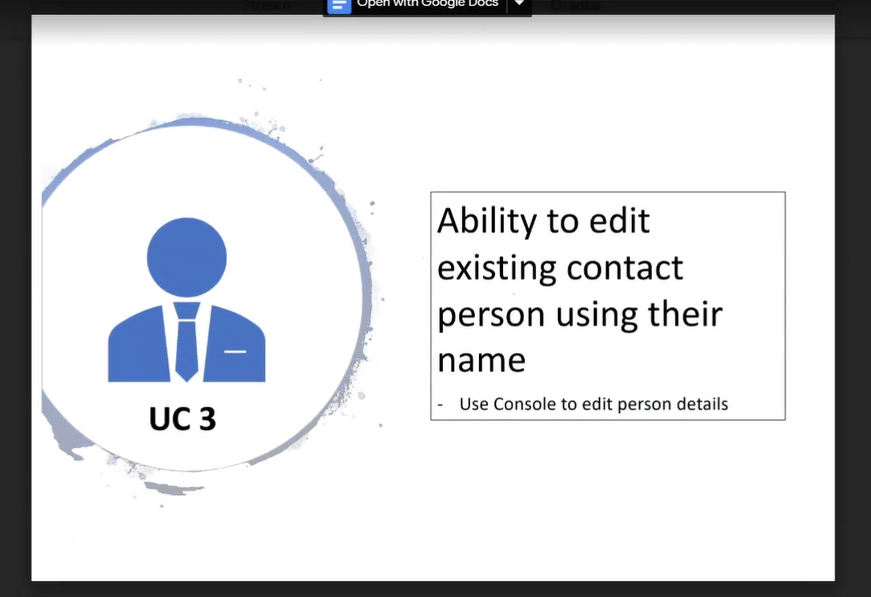 Open with Google Docs
Ability to edit
existing contact
person using their
name
- Use Console to edit person details
UC 3